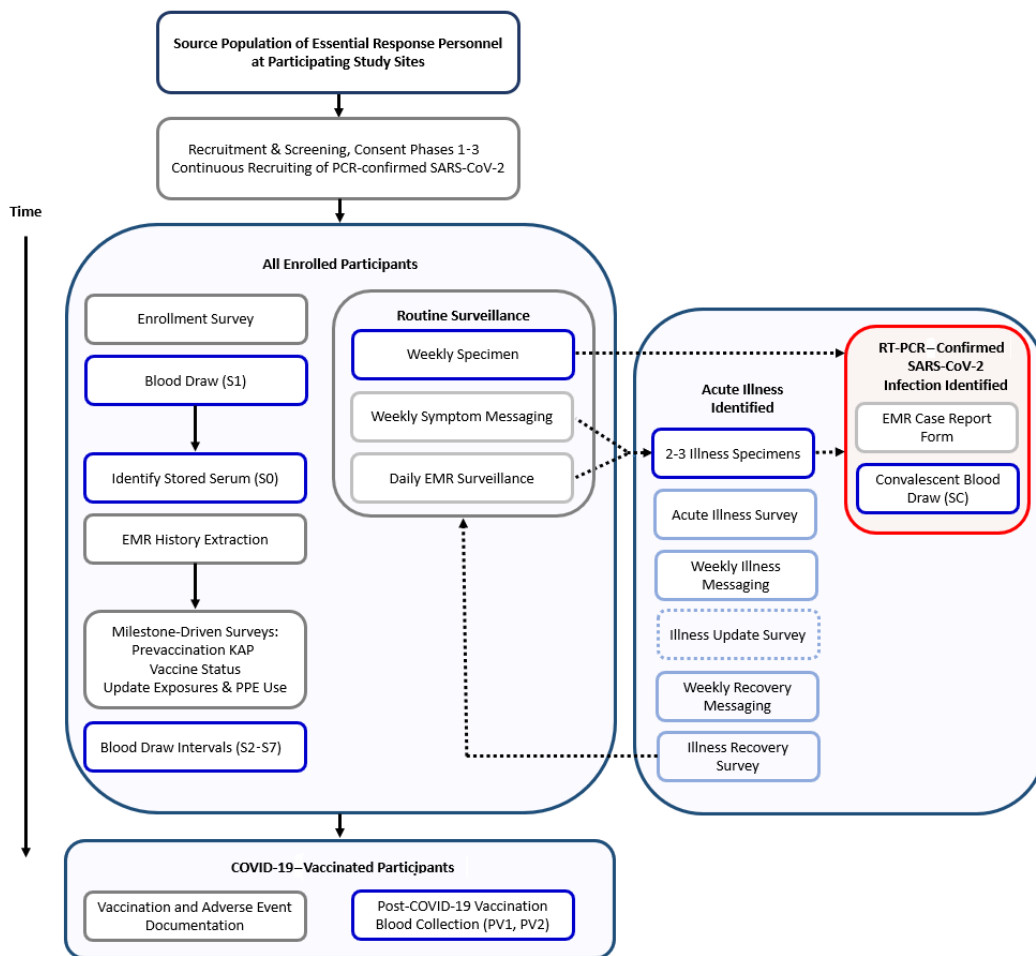 Source Population of Essential Response Personnel
at Participating Study Sites
Recruitment & Screening, Consent Phases 1-3
Continuous Recruiting of PCR-confirmed SARS-CoV-2
Time
All Enrolled Participants
Enrollment Survey
Blood Draw (S1)
Identify Stored Serum (S0)
EMR History Extraction
Milestone-Driven Surveys:
Prevaccination KAP
Vaccine Status
Update Exposures & PPE Use
Blood Draw Intervals (S2-S7)
Routine Surveillance
Weekly Specimen
Weekly Symptom Messaging
Daily EMR Surveillance
Acute Illness
Identified
2-3 Illness Specimens
Acute Illness Survey
Weekly Illness
Messaging
Illness Update Survey
Weekly Recovery
Messaging
Illness Recovery
Survey
RT-PCR–Confirmed
SARS-CoV-2
Infection Identified
EMR Case Report
Form
Convalescent Blood
Draw (SC)
COVID-19–Vaccinated Participants
Vaccination and Adverse Event
Documentation
Post-COVID-19 Vaccination
Blood Collection (PV1, PV2)